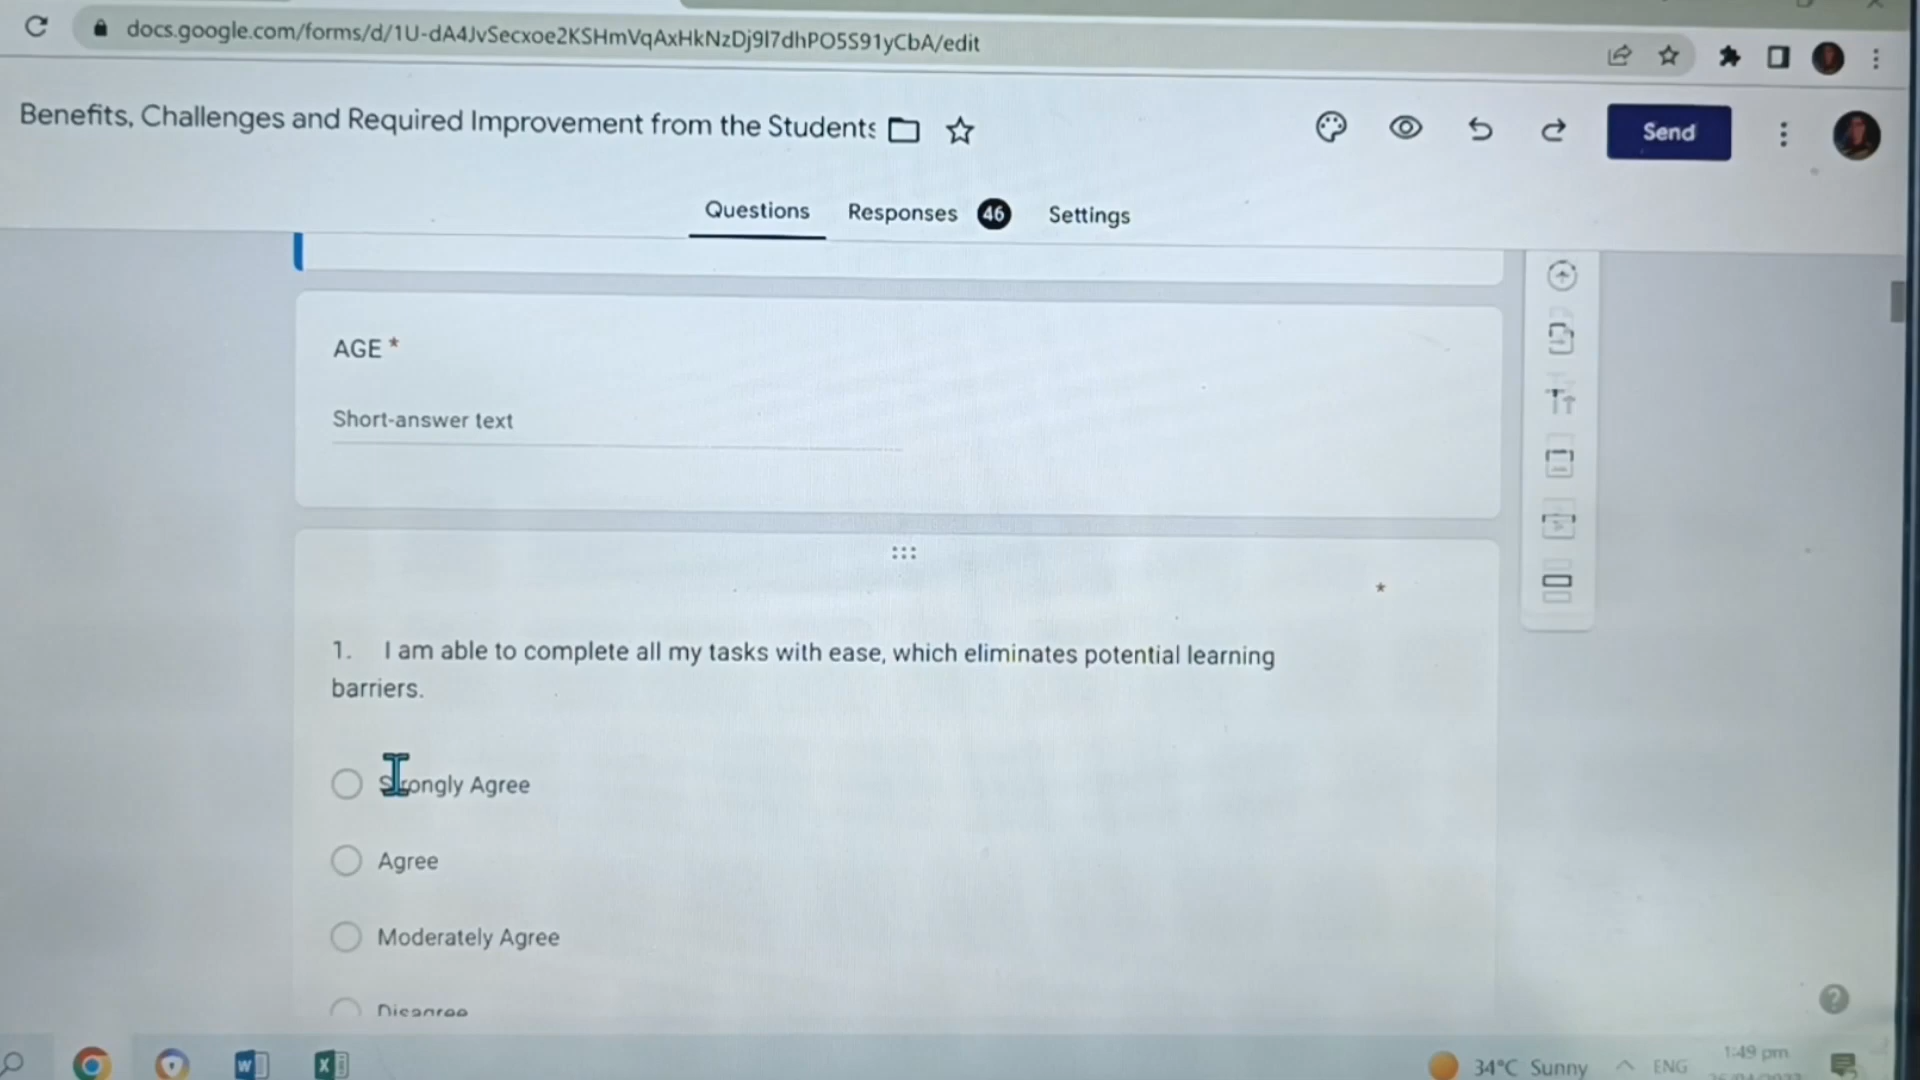 docs.google.com/forms/d/1U-dA4JvSecxoe2KSHmVqAxHkNzDj9I7dhPO5S91yCbA/edit
Benefits, Challenges and Required Improvement from the Students
Send
Questions Responses 46 Settings
AGE *
Short-answer text
*
1. I am able to complete all my tasks with ease, which eliminates potential learning
barriers.
Strongly Agree
Agree
Moderately Agree
Disagree
34°C Sunny ENG
1:49 pm